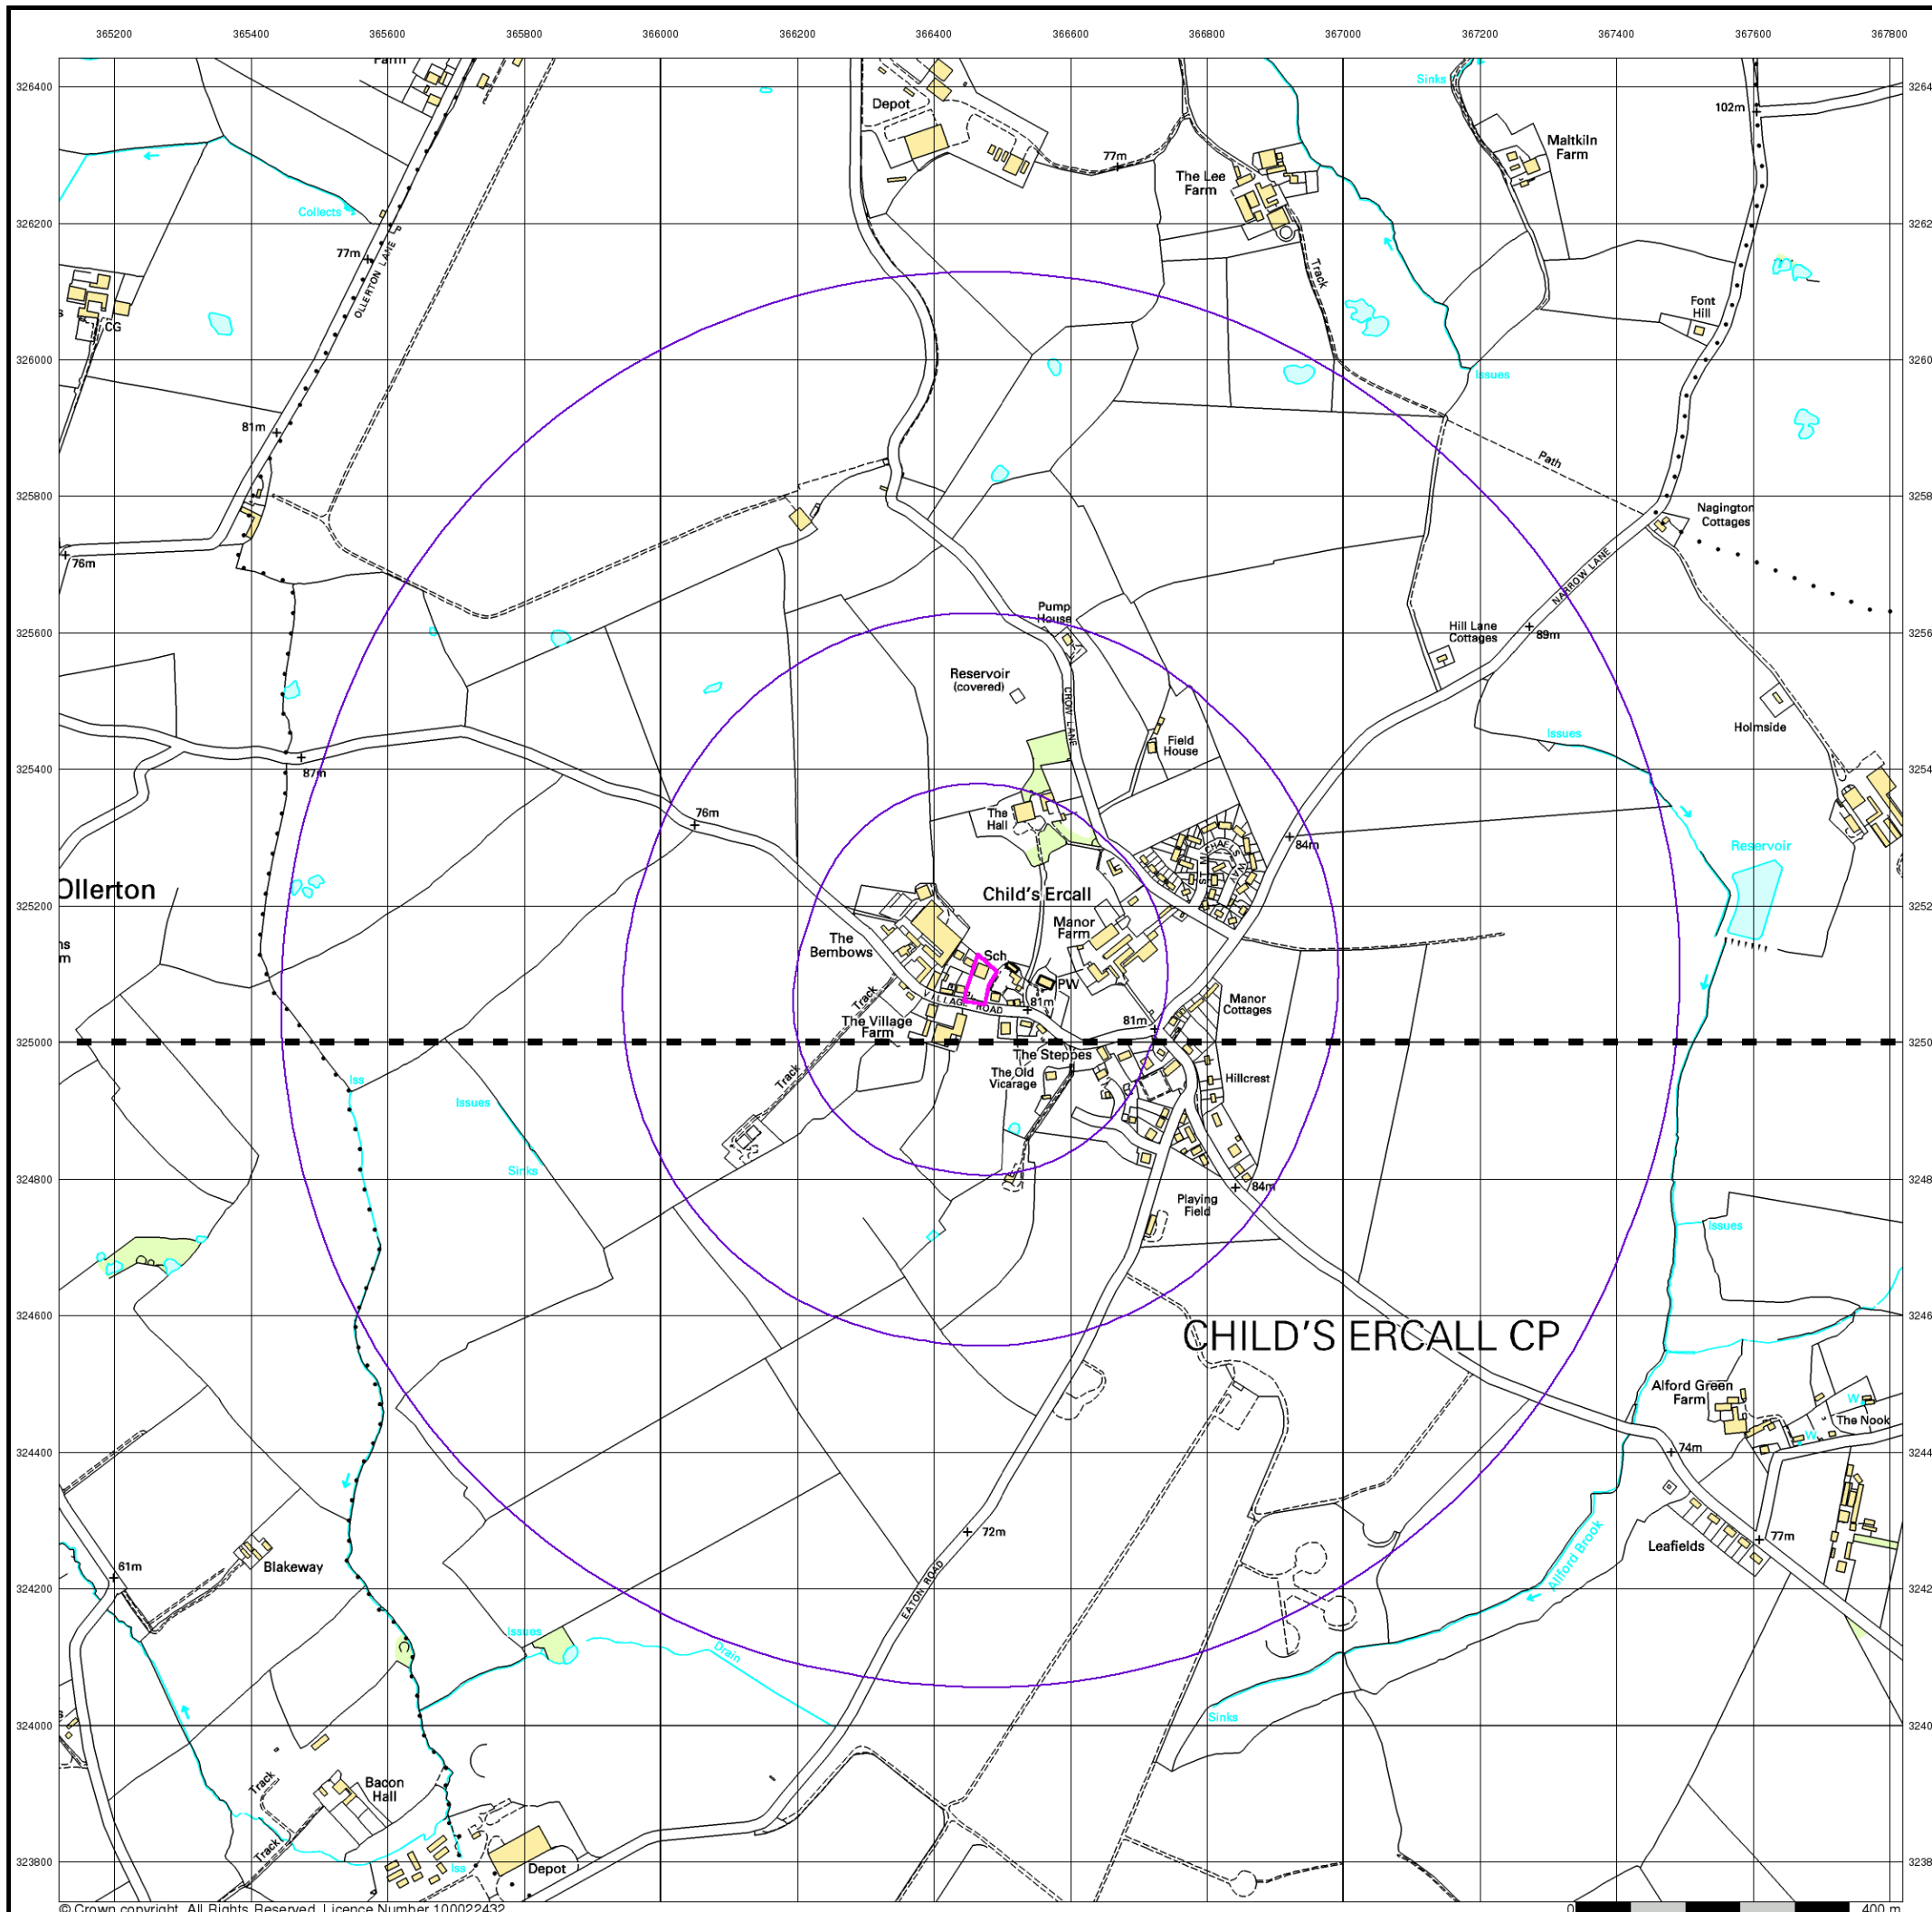 365200 365400 365600 365800 366000 366200 366400 366600 366800 367000 367200 367400 367600 367800
326400
326200
326000
325800
325600
325400
325200
325000
324800
324600
324400
324200
324000
323800
Farm
Depot
77m
Sinks
102m
Maltkiln
Farm
The Lee
Farm
Collects
77m
OLLERTON LANE
Track
CG
Font
Hill
Issues
81m
Path
Nagington
Cottages
76m
NARROW LANE
Pump
House
Hill Lane
Cottages
89m
Reservoir
(covered)
CROW LANE
Field
House
Issues
Holmside
87m
76m
The
Hall
ST MICHAELS WAY
84m
Reservoir
Ollerton
Child's Ercall
Manor
Farm
The
Bembows
Sch
PW
Track
VILLAGE ROAD
81m
Manor
Cottages
The Village
Farm
81m
The Steppes
Track
The Old
Vicarage
Hillcrest
Iss
Issues
Sinks
84m
Playing
Field
Issues
CHILD'S ERCALL CP
Alford Green
Farm
W
The Nook
W
74m
72m
77m
Leafields
Blakeway
61m
EATON ROAD
Allford Brook
Issues
Drain
Sinks
Track
Bacon
Hall
Track
Iss
Depot
© Crown copyright. All Rights Reserved. Licence Number 100022432
0 400 m